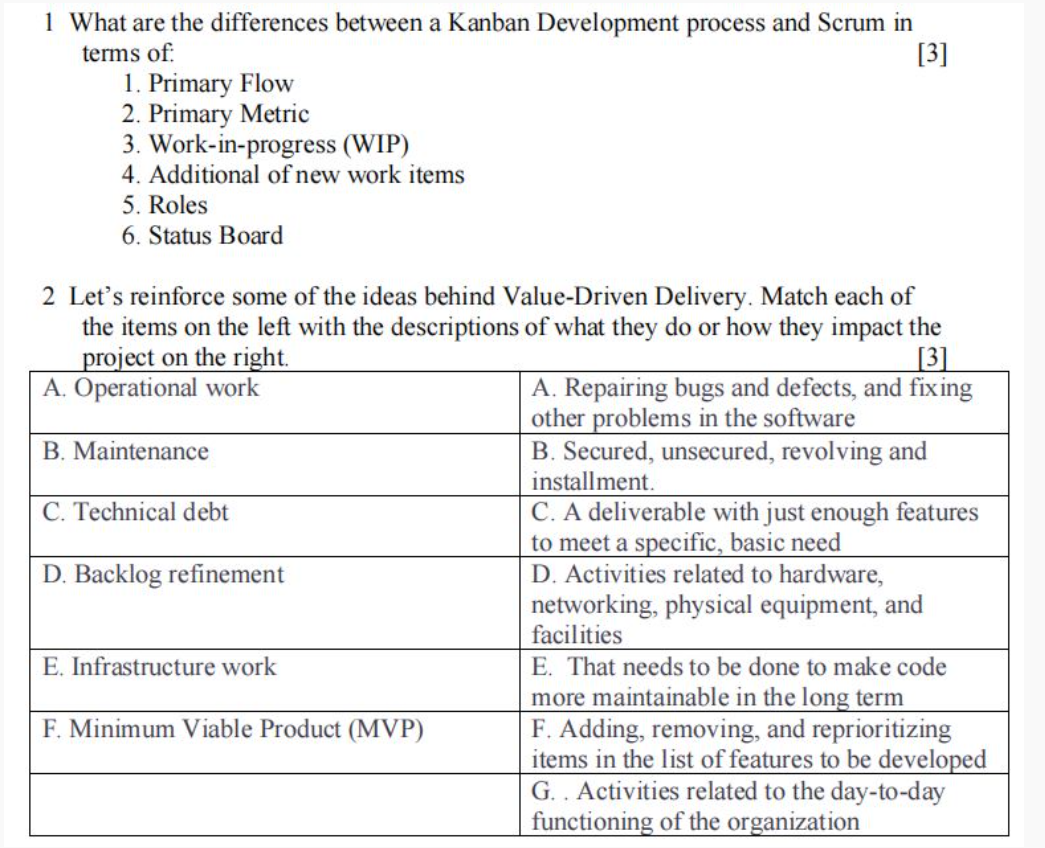 1 What are the differences between a Kanban Development process and Scrum in
terms of: [3]
1. Primary Flow
2. Primary Metric
3. Work-in-progress (WIP)
4. Additional of new work items
5. Roles
6. Status Board
2 Let's reinforce some of the ideas behind Value-Driven Delivery. Match each of
the items on the left with the descriptions of what they do or how they impact the
project on the right. [3]
A. Operational work
A. Repairing bugs and defects, and fixing
other problems in the software
B. Maintenance
B. Secured, unsecured, revolving and
installment.
C. Technical debt
C. A deliverable with just enough features
to meet a specific, basic need
D. Backlog refinement
D. Activities related to hardware,
networking, physical equipment, and
facilities
E. Infrastructure work
E. That needs to be done to make code
more maintainable in the long term
F. Minimum Viable Product (MVP)
F. Adding, removing, and reprioritizing
items in the list of features to be developed
G. . Activities related to the day-to-day
functioning of the organization